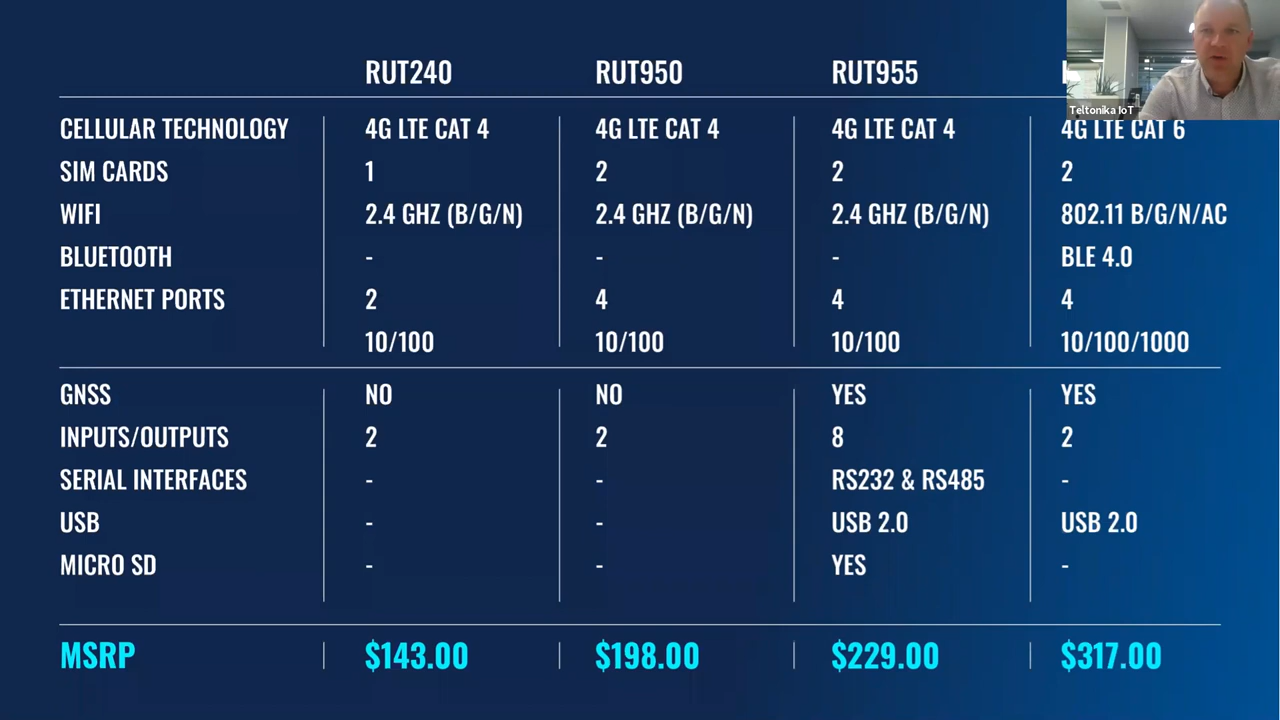 RUT240 RUT950 RUT955
Teltonika IoT
CELLULAR TECHNOLOGY 4G LTE CAT 4 4G LTE CAT 4 4G LTE CAT 4 4G LTE CAT 6
SIM CARDS 1 2 2 2
WIFI 2.4 GHZ (B/G/N) 2.4 GHZ (B/G/N) 2.4 GHZ (B/G/N) 802.11 B/G/N/AC
BLUETOOTH - - - BLE 4.0
ETHERNET PORTS 2 4 4 4
10/100 10/100 10/100 10/100/1000
GNSS NO NO YES YES
INPUTS/OUTPUTS 2 2 8 2
SERIAL INTERFACES - - RS232 & RS485 -
USB - - USB 2.0 USB 2.0
MICRO SD - - YES -
MSRP $143.00 $198.00 $229.00 $317.00